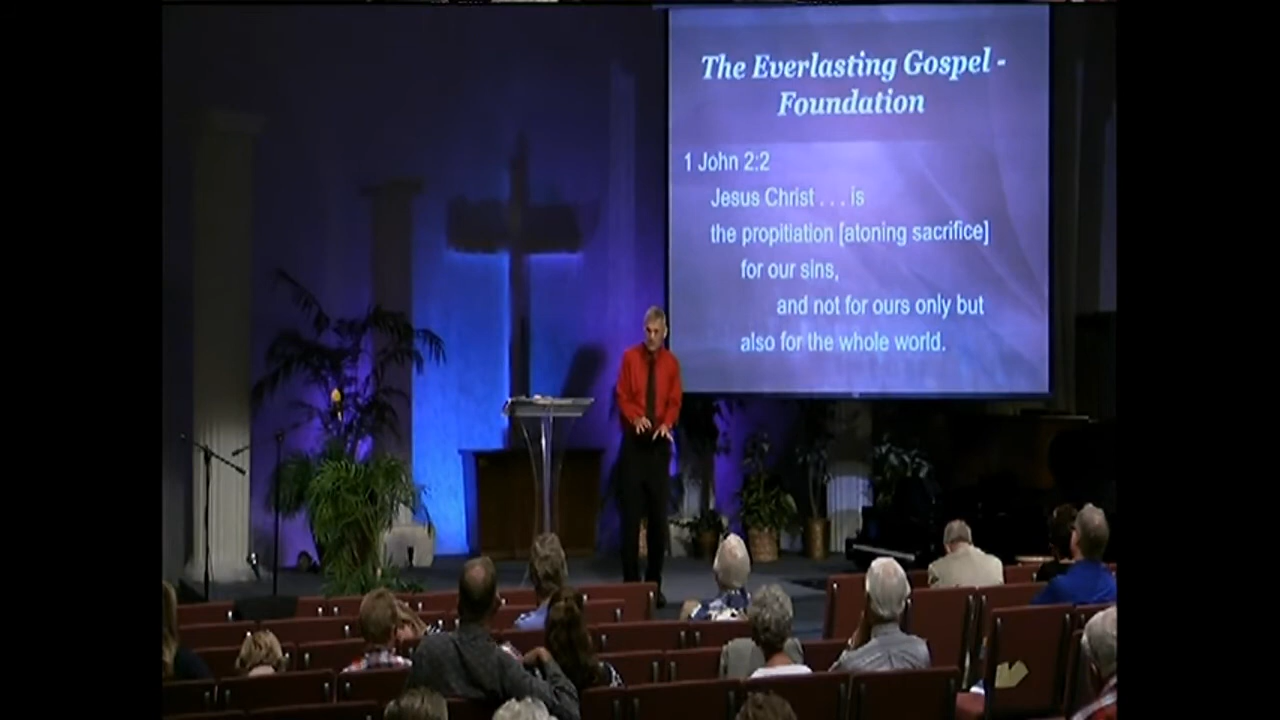 The Everlasting Gospel -
Foundation
1 John 2:2
Jesus Christ . . . is
the propitiation [atoning sacrifice]
for our sins,
and not for ours only but
also for the whole world.